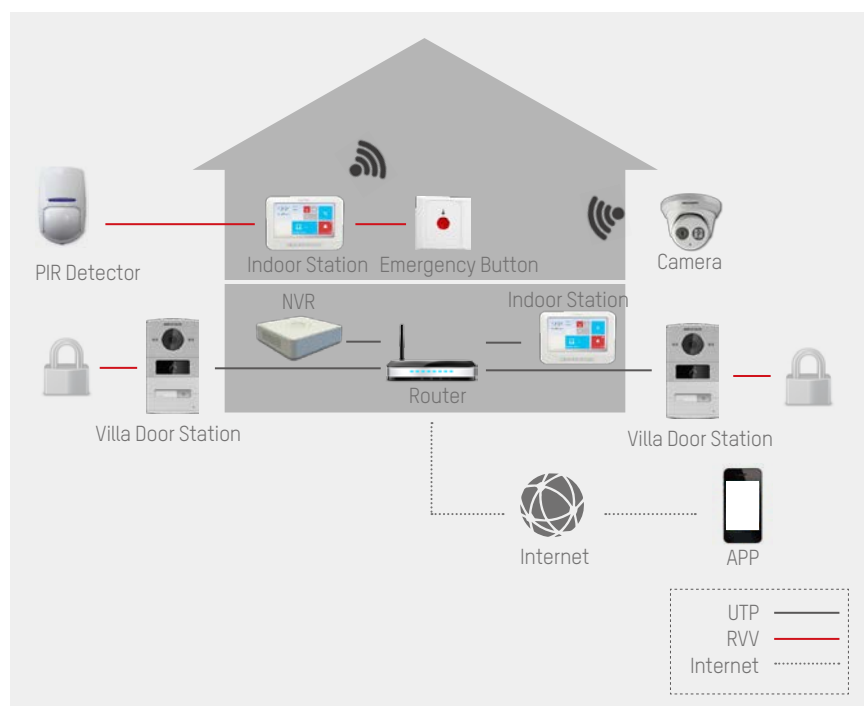 PIR Detector
Indoor Station
Emergency Button
Camera
NVR
Indoor Station
Router
Villa Door Station
Villa Door Station
Internet
APP
UTP
RVV
Internet